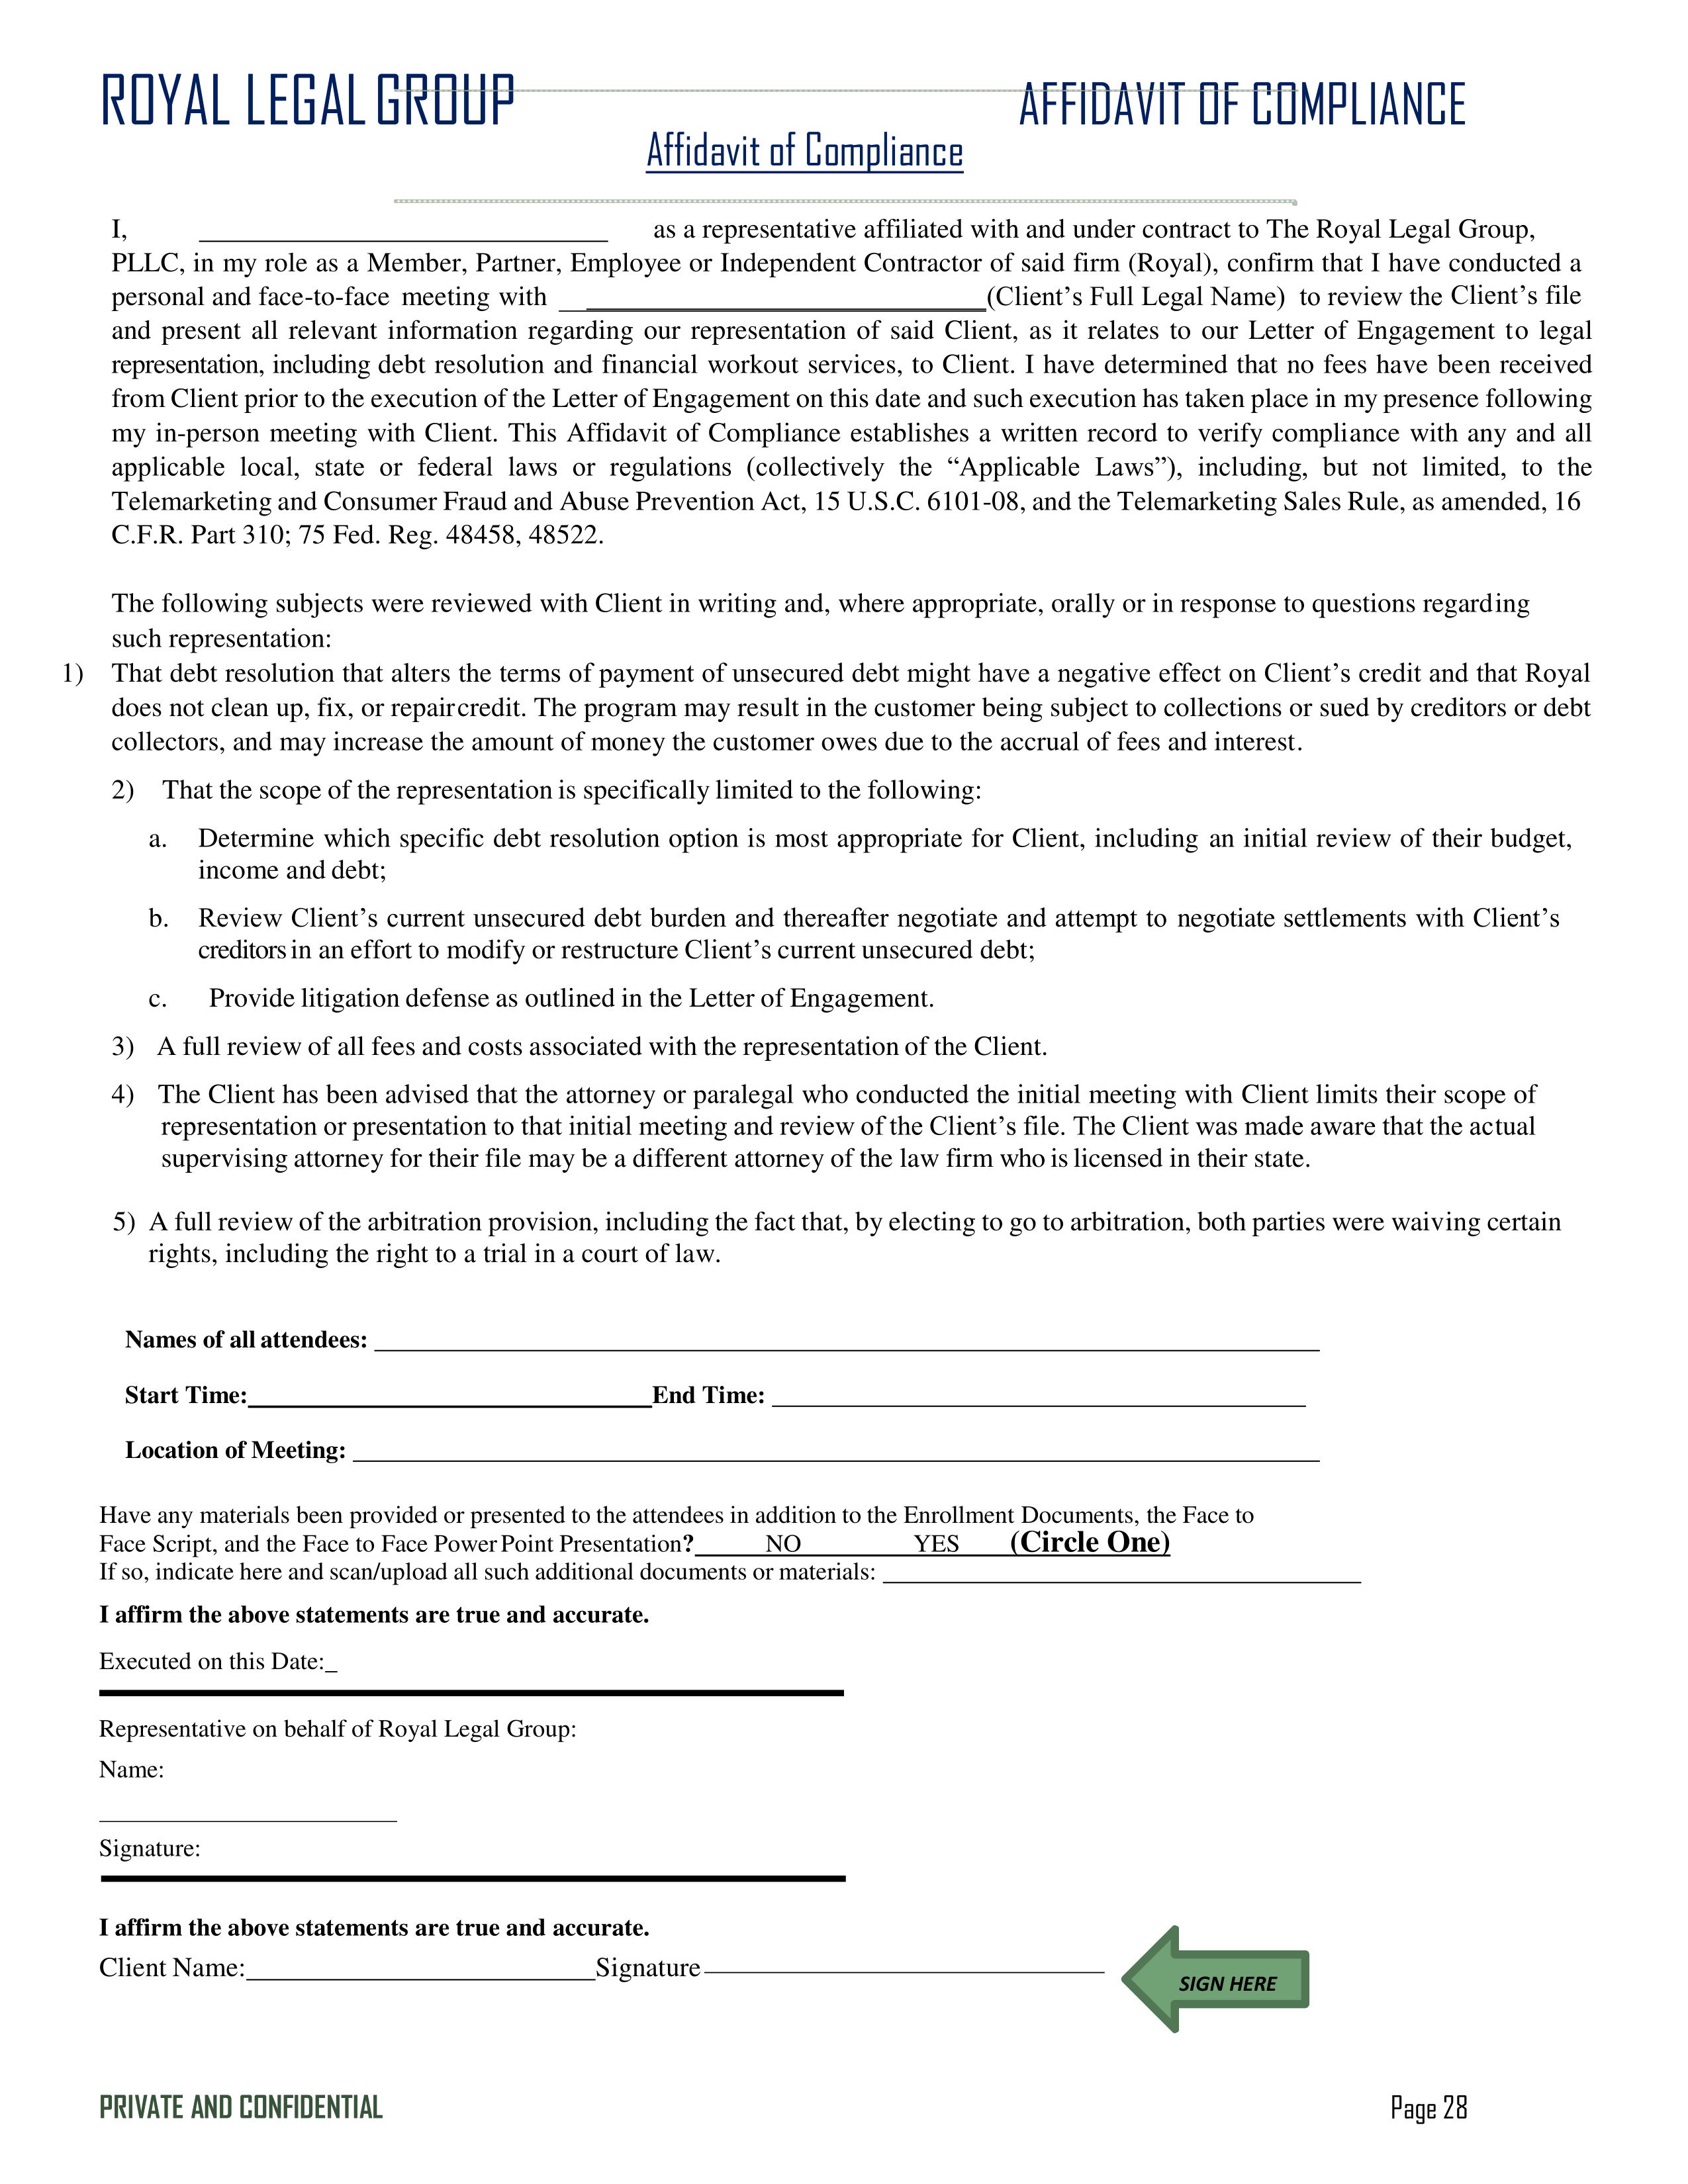 ROYAL LEGAL GROUP AFFIDAVIT OF COMPLIANCE
Affidavit of Compliance
I, ______________________________ as a representative affiliated with and under contract to The Royal Legal Group,
PLLC, in my role as a Member, Partner, Employee or Independent Contractor of said firm (Royal), confirm that I have conducted a
personal and face-to-face meeting with ______________________________(Client’s Full Legal Name) to review the Client’s file
and present all relevant information regarding our representation of said Client, as it relates to our Letter of Engagement to legal
representation, including debt resolution and financial workout services, to Client. I have determined that no fees have been received
from Client prior to the execution of the Letter of Engagement on this date and such execution has taken place in my presence following
my in-person meeting with Client. This Affidavit of Compliance establishes a written record to verify compliance with any and all
applicable local, state or federal laws or regulations (collectively the “Applicable Laws”), including, but not limited, to the
Telemarketing and Consumer Fraud and Abuse Prevention Act, 15 U.S.C. 6101-08, and the Telemarketing Sales Rule, as amended, 16
C.F.R. Part 310; 75 Fed. Reg. 48458, 48522.
The following subjects were reviewed with Client in writing and, where appropriate, orally or in response to questions regarding
such representation:
1) That debt resolution that alters the terms of payment of unsecured debt might have a negative effect on Client’s credit and that Royal
does not clean up, fix, or repair credit. The program may result in the customer being subject to collections or sued by creditors or debt
collectors, and may increase the amount of money the customer owes due to the accrual of fees and interest.
2) That the scope of the representation is specifically limited to the following:
a. Determine which specific debt resolution option is most appropriate for Client, including an initial review of their budget,
income and debt;
b. Review Client’s current unsecured debt burden and thereafter negotiate and attempt to negotiate settlements with Client’s
creditors in an effort to modify or restructure Client’s current unsecured debt;
c. Provide litigation defense as outlined in the Letter of Engagement.
3) A full review of all fees and costs associated with the representation of the Client.
4) The Client has been advised that the attorney or paralegal who conducted the initial meeting with Client limits their scope of
representation or presentation to that initial meeting and review of the Client’s file. The Client was made aware that the actual
supervising attorney for their file may be a different attorney of the law firm who is licensed in their state.
5) A full review of the arbitration provision, including the fact that, by electing to go to arbitration, both parties were waiving certain
rights, including the right to a trial in a court of law.
Names of all attendees: ______________________________
Start Time:______________________________End Time: ______________________________
Location of Meeting: ______________________________
Have any materials been provided or presented to the attendees in addition to the Enrollment Documents, the Face to
Face Script, and the Face to Face Power Point Presentation? NO YES (Circle One)
If so, indicate here and scan/upload all such additional documents or materials: ______________________________
I affirm the above statements are true and accurate.
Executed on this Date:_
Representative on behalf of Royal Legal Group:
Name:
______________________________
Signature:
I affirm the above statements are true and accurate.
Client Name:______________________________Signature______________________________
SIGN HERE
PRIVATE AND CONFIDENTIAL Page 28